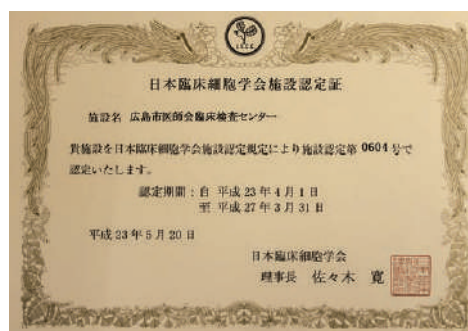 日本臨床細胞学会施設認定証
施設名 広島市医師会臨床検査センター
貴施設を日本臨床細胞学会施設認定規定により施設認定第 0604 号で
認定いたします。
認定期間：自 平成 23 年 4 月 1 日
至 平成 27 年 3 月 31 日
平成 23 年 5 月 20 日
日本臨床細胞学会
理事長 佐々木 寛